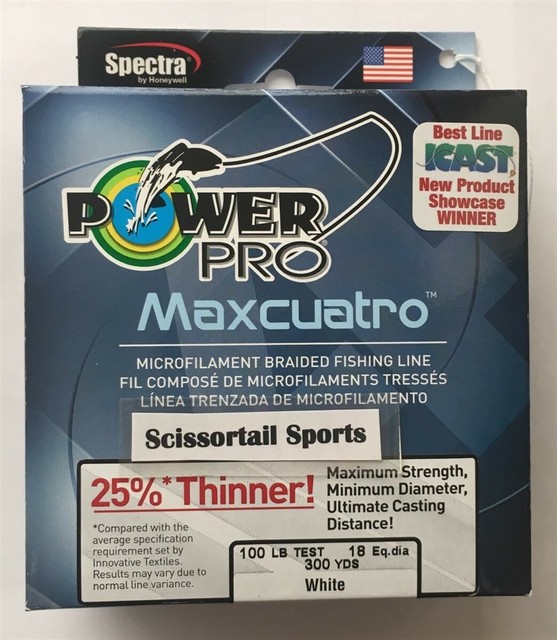 Spectra®
by Honeywell
Best Line
ICAST
New Product
Showcase
WINNER
POWER
PRO®
Maxcuatro™
MICROFILAMENT BRAIDED FISHING LINE
FIL COMPOSÉ DE MICROFILAMENTS TRESSÉS
LÍNEA TRENZADA DE MICROFILAMENTO
Scissortail Sports
25%* Thinner!
Maximum Strength,
Minimum Diameter,
Ultimate Casting
Distance!
*Compared with the
average specification
requirement set by
Innovative Textiles.
Results may vary due to
normal line variance.
100 LB TEST 18 Eq.dia
300 YDS
White